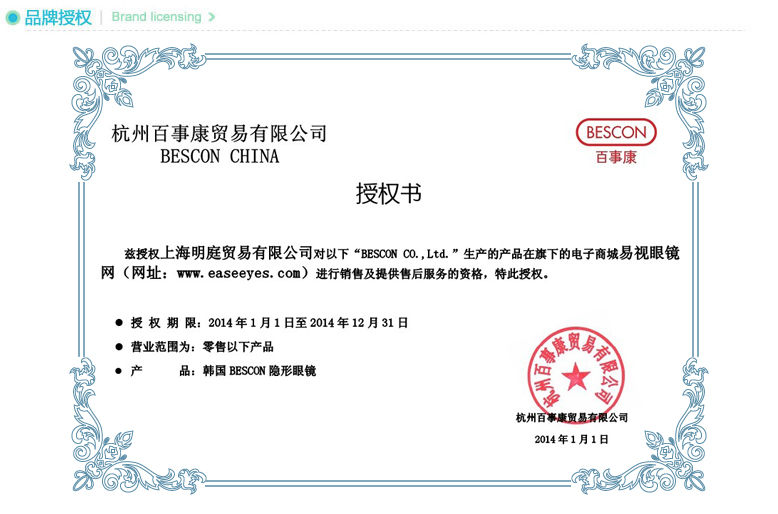 品牌授权 | Brand licensing
杭州百事康贸易有限公司
BESCON CHINA
BESCON
百事康
授权书
兹授权上海明庭贸易有限公司对以下“BESCON CO.,Ltd.”生产的产品在旗下的电子商城易视眼镜
网（网址：www.easeeyes.com）进行销售及提供售后服务的资格，特此授权。
● 授 权 期 限：2014 年 1 月 1 日至 2014 年 12 月 31 日
● 营业范围为：零售以下产品
● 产 品：韩国 BESCON 隐形眼镜
杭州百事康贸易有限公司
杭州百事康贸易有限公司
2014 年 1 月 1 日